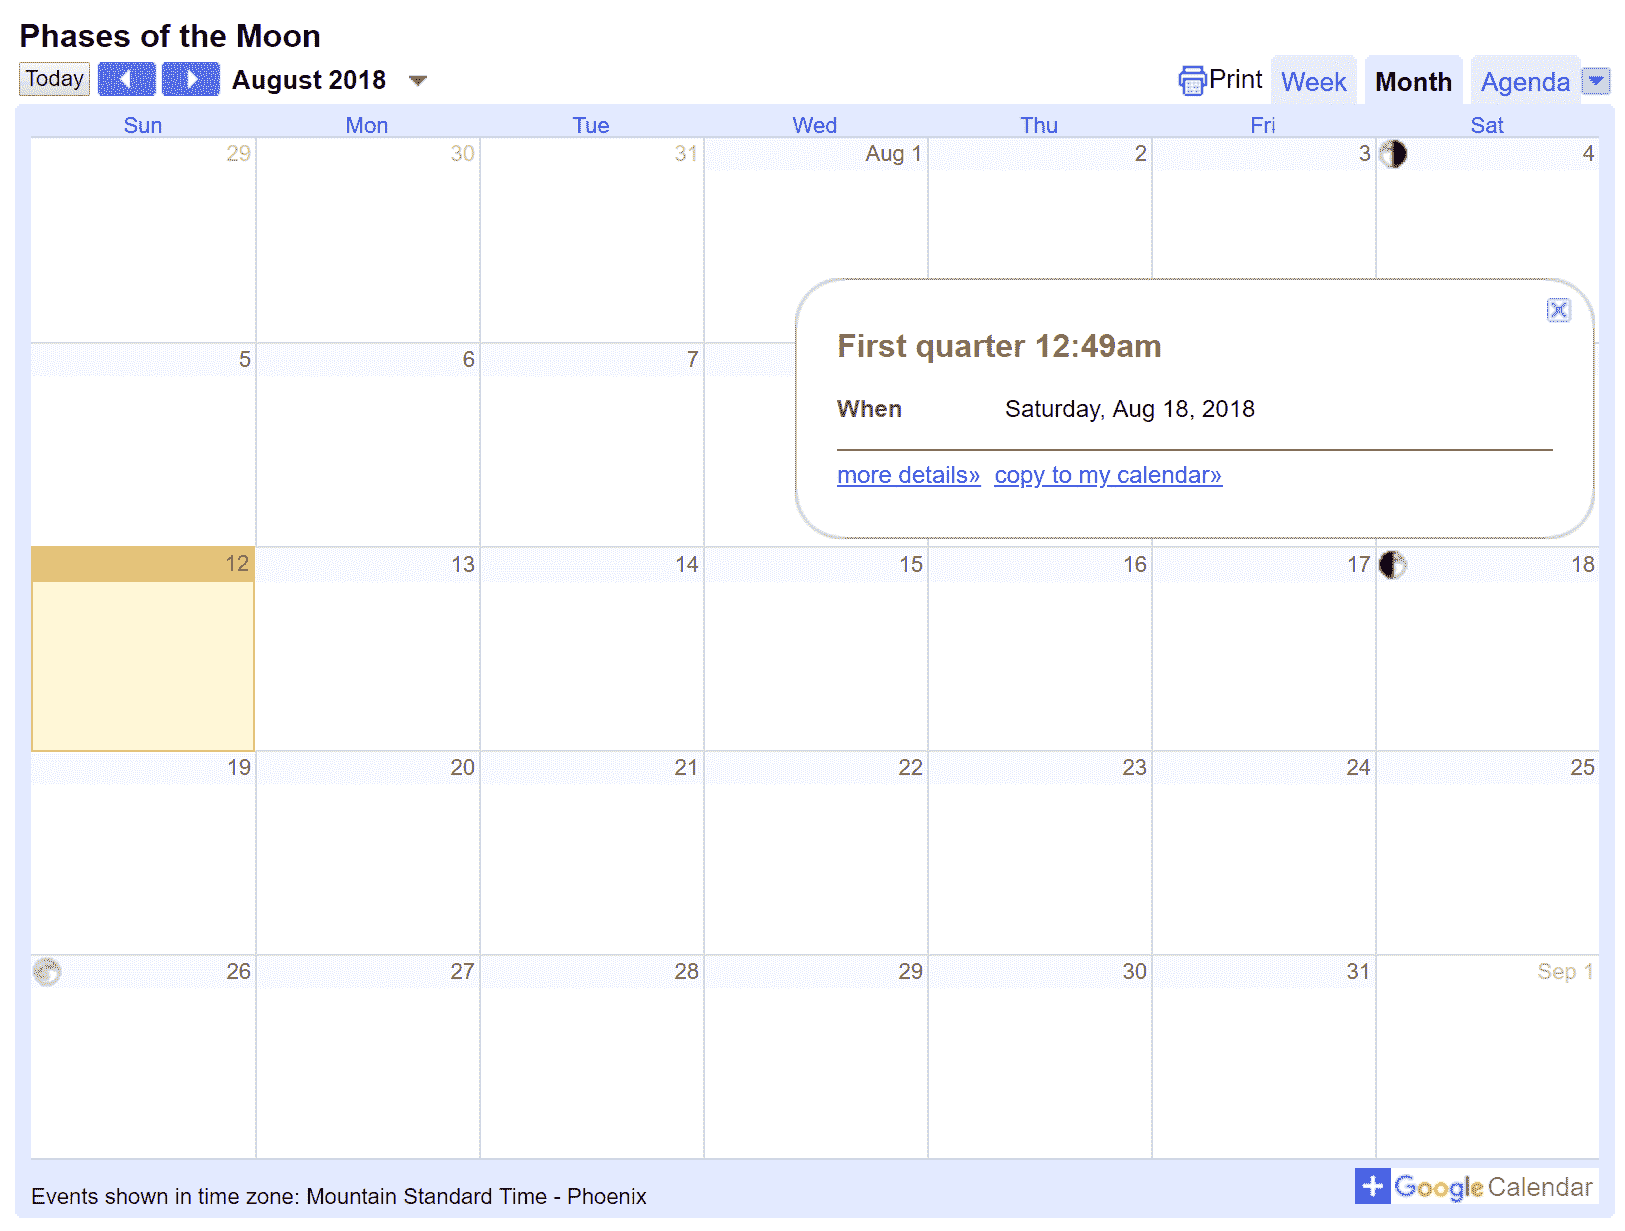 Phases of the Moon
Today August 2018 Print Week Month Agenda
Sun Mon Tue Wed Thu Fri Sat
29 30 31 Aug 1 2 3 4
5 6 7
First quarter 12:49am
When Saturday, Aug 18, 2018
more details» copy to my calendar»
12 13 14 15 16 17 18
19 20 21 22 23 24 25
26 27 28 29 30 31 Sep 1
Events shown in time zone: Mountain Standard Time - Phoenix
+ Google Calendar